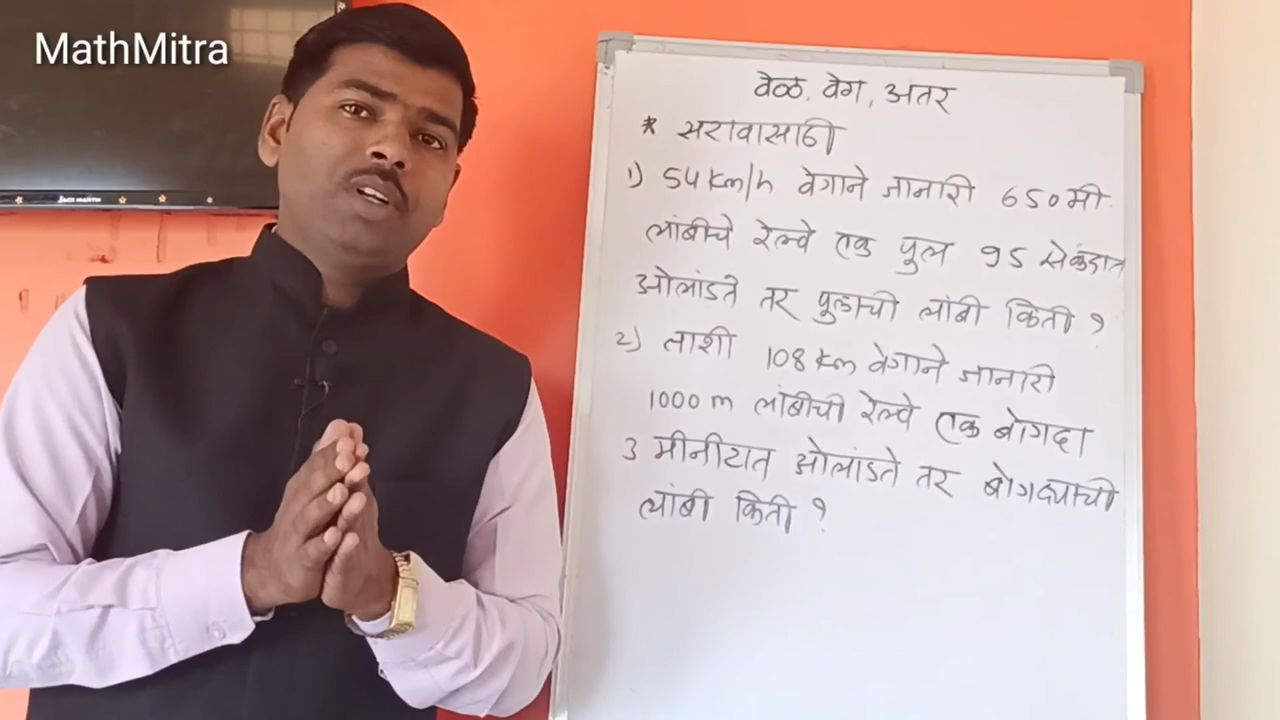 MathMitra
वेळ, वेग, अंतर
* सरावासाठी
1) 54 Km/h वेगाने जानारी 650 मी.
लांबीचे रेल्वे एक पुल 95 सेकंदात
ओलांडते तर पुलाची लांबी किती ?
2) ताशी 108 Km वेगाने जानारी
1000 m लांबीची रेल्वे एक बोगदा
3 मीनीटात ओलांडते तर बोगद्याची
लांबी किती ?